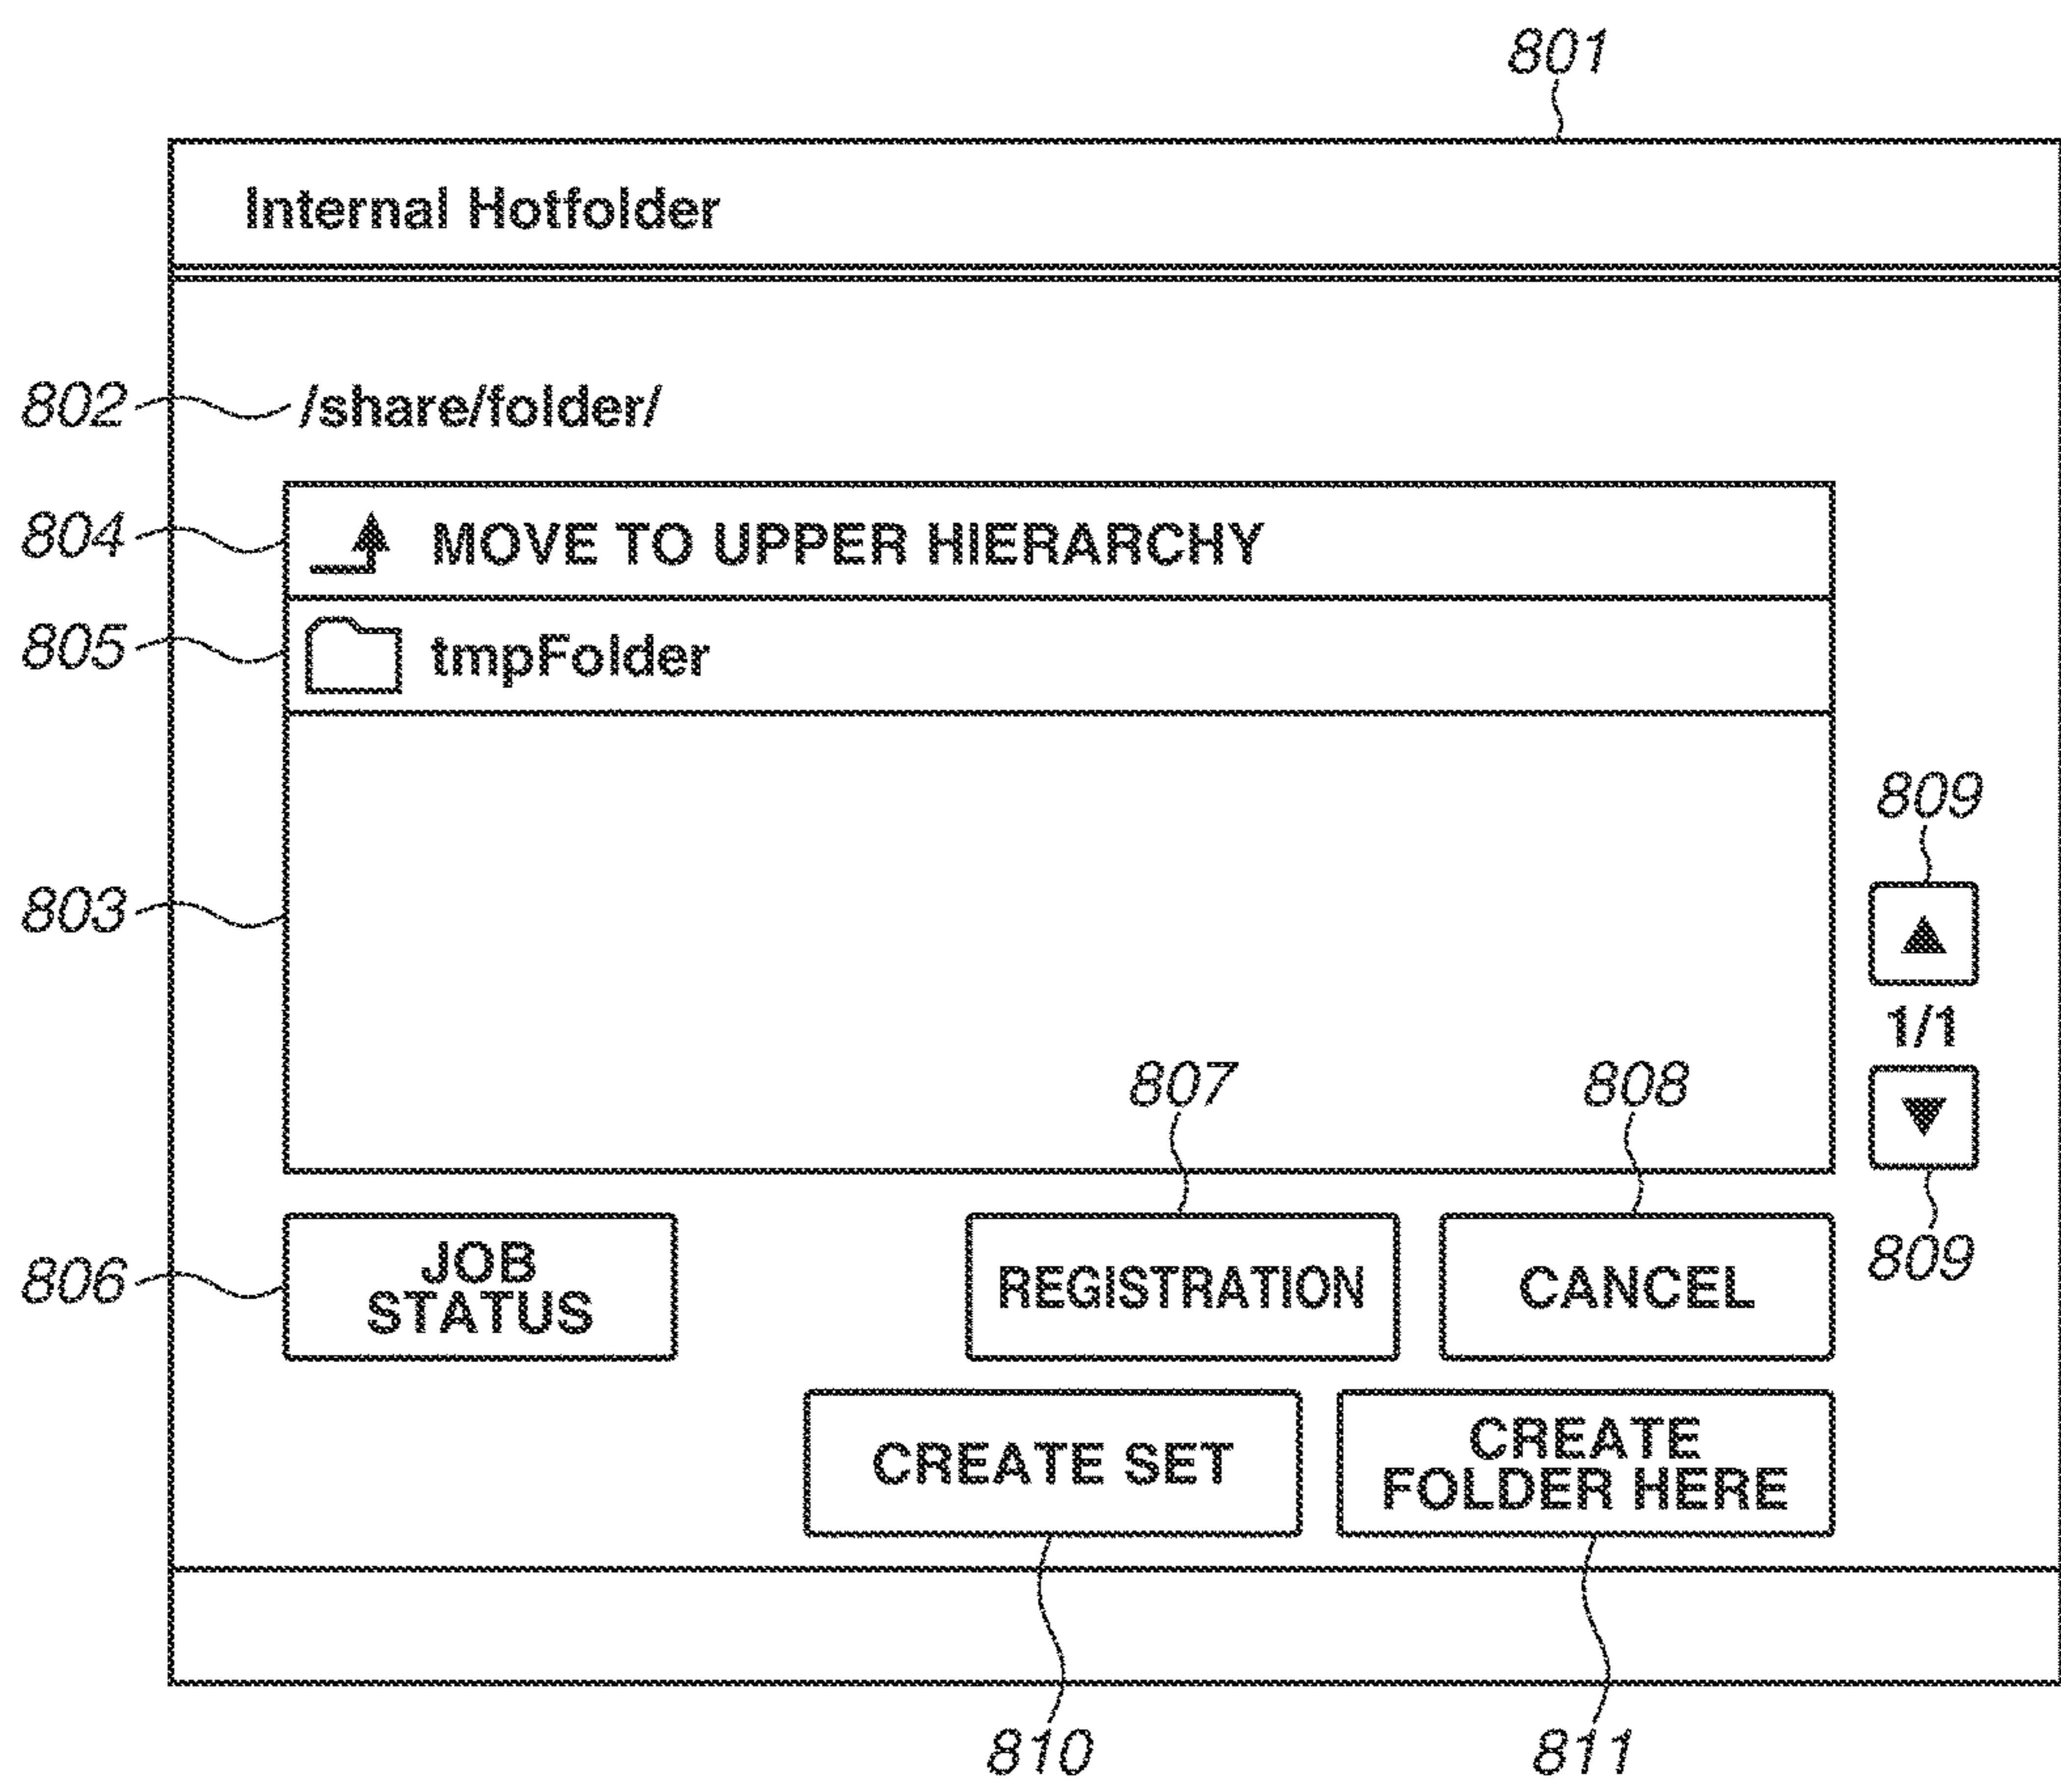 801
Internal Hotfolder
802 /share/folder/
804 MOVE TO UPPER HIERARCHY
805 tmpFolder
803
809
1/1
809
807
808
806
JOB
STATUS
REGISTRATION
CANCEL
CREATE SET
CREATE
FOLDER HERE
810
811